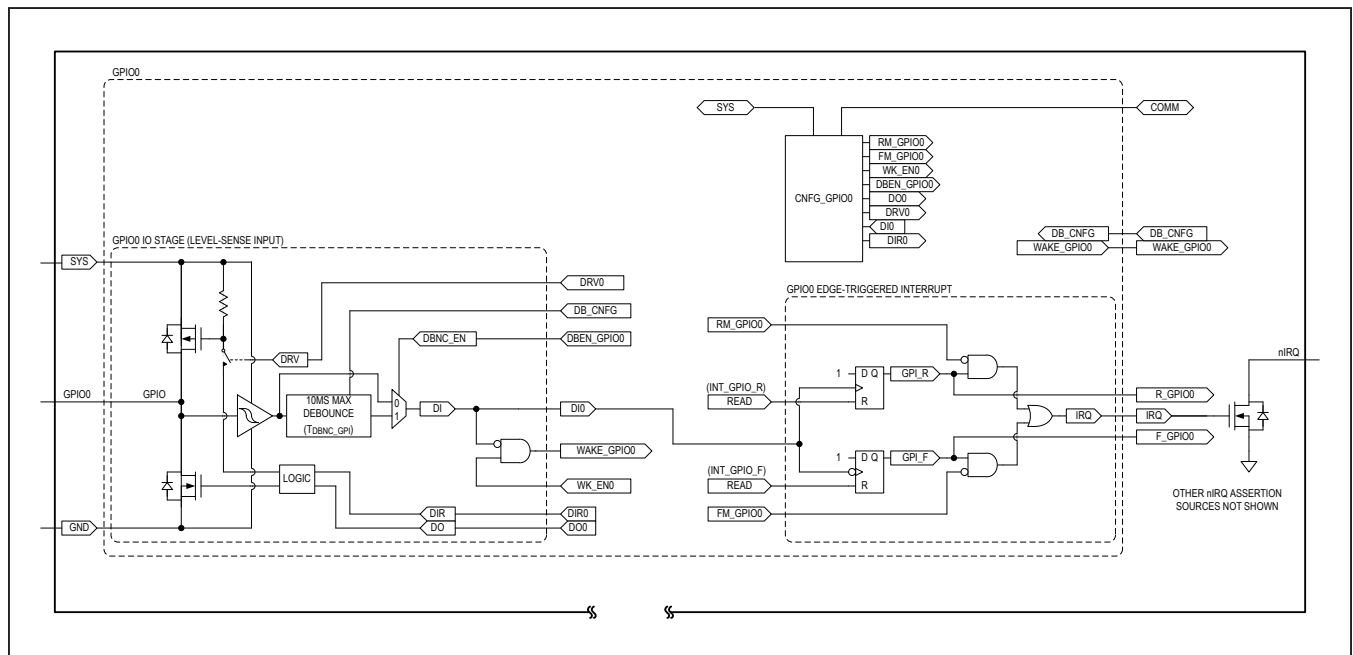 GPIO0
SYS
COMM
CNFG_GPIO0
RM_GPIO0
FM_GPIO0
WK_EN0
DBEN_GPIO0
DO0
DRV0
DI0
DIR0
DB_CNFG
DB_CNFG
WAKE_GPIO0
WAKE_GPIO0
GPIO0 IO STAGE (LEVEL-SENSE INPUT)
SYS
DRV0
DB_CNFG
DBNC_EN
DBEN_GPIO0
DRV
GPIO0
GPIO
10MS MAX
DEBOUNCE
(TDBNC_GPI)
0
1
DI
DI0
WAKE_GPIO0
WK_EN0
LOGIC
DIR
DIR0
DO
DO0
GND
GPIO0 EDGE-TRIGGERED INTERRUPT
RM_GPIO0
1
D Q
R
GPI_R
(INT_GPIO_R)
READ
1
D Q
R
GPI_F
(INT_GPIO_F)
READ
FM_GPIO0
IRQ
IRQ
R_GPIO0
F_GPIO0
nIRQ
OTHER nIRQ ASSERTION
SOURCES NOT SHOWN